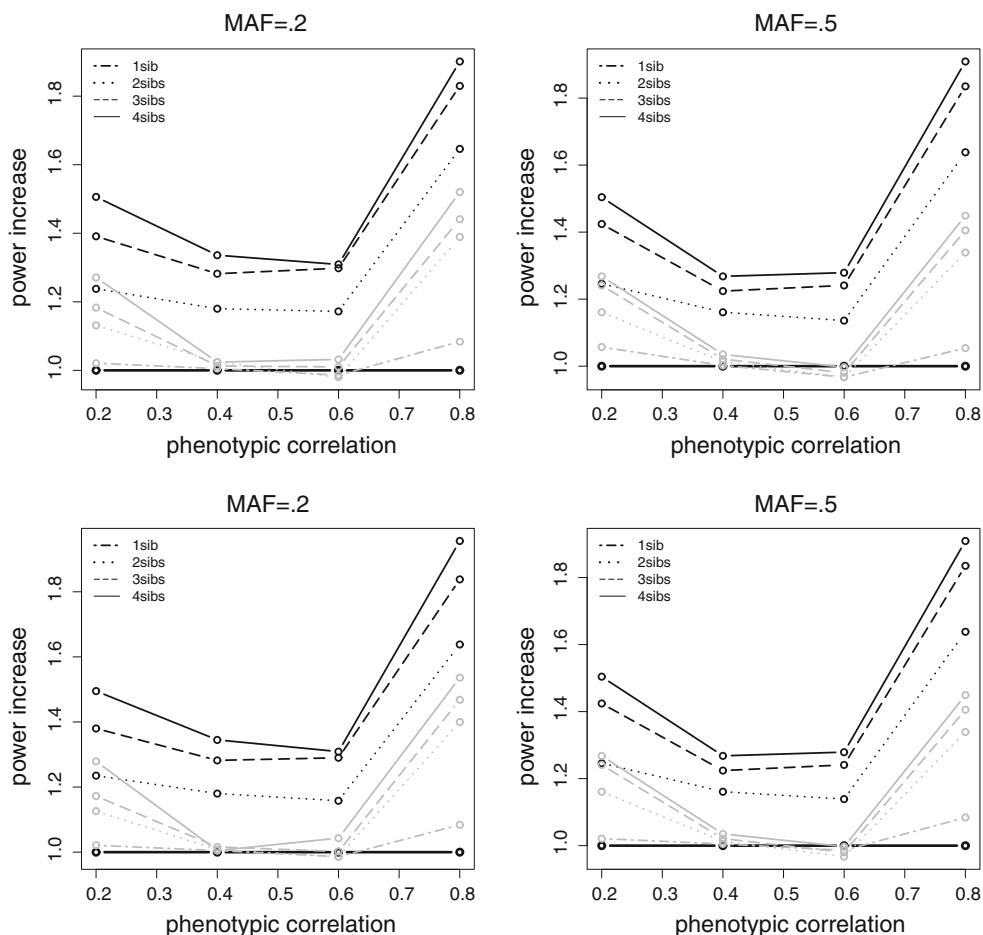 MAF=.2
1sib
2sibs
3sibs
4sibs
power increase
1.0 1.2 1.4 1.6 1.8
0.2 0.3 0.4 0.5 0.6 0.7 0.8
phenotypic correlation
MAF=.5
1sib
2sibs
3sibs
4sibs
power increase
1.0 1.2 1.4 1.6 1.8
0.2 0.3 0.4 0.5 0.6 0.7 0.8
phenotypic correlation
MAF=.2
1sib
2sibs
3sibs
4sibs
power increase
1.0 1.2 1.4 1.6 1.8
0.2 0.3 0.4 0.5 0.6 0.7 0.8
phenotypic correlation
MAF=.5
1sib
2sibs
3sibs
4sibs
power increase
1.0 1.2 1.4 1.6 1.8
0.2 0.3 0.4 0.5 0.6 0.7 0.8
phenotypic correlation